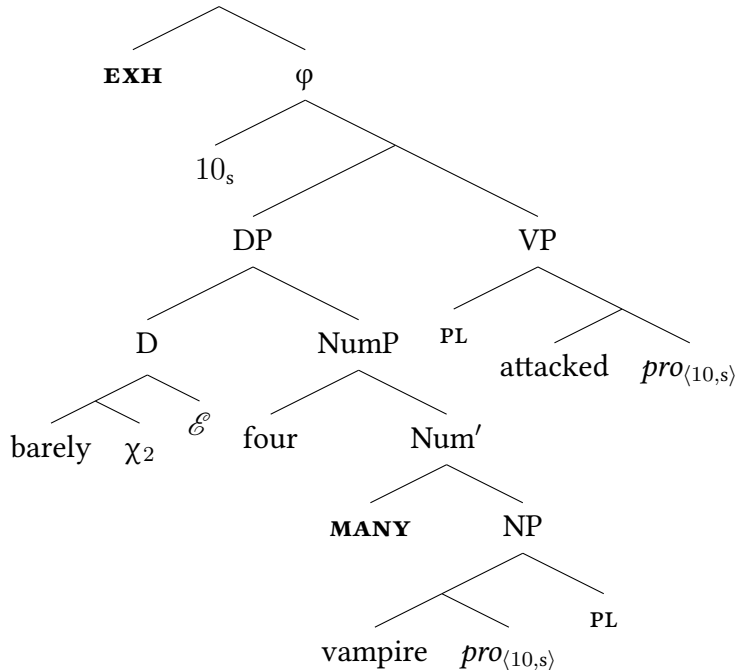 EXH φ
10ₛ
DP VP
D NumP PL
attacked pro⟨10,s⟩
barely χ₂ ℰ four Num′
MANY NP
PL
vampire pro⟨10,s⟩